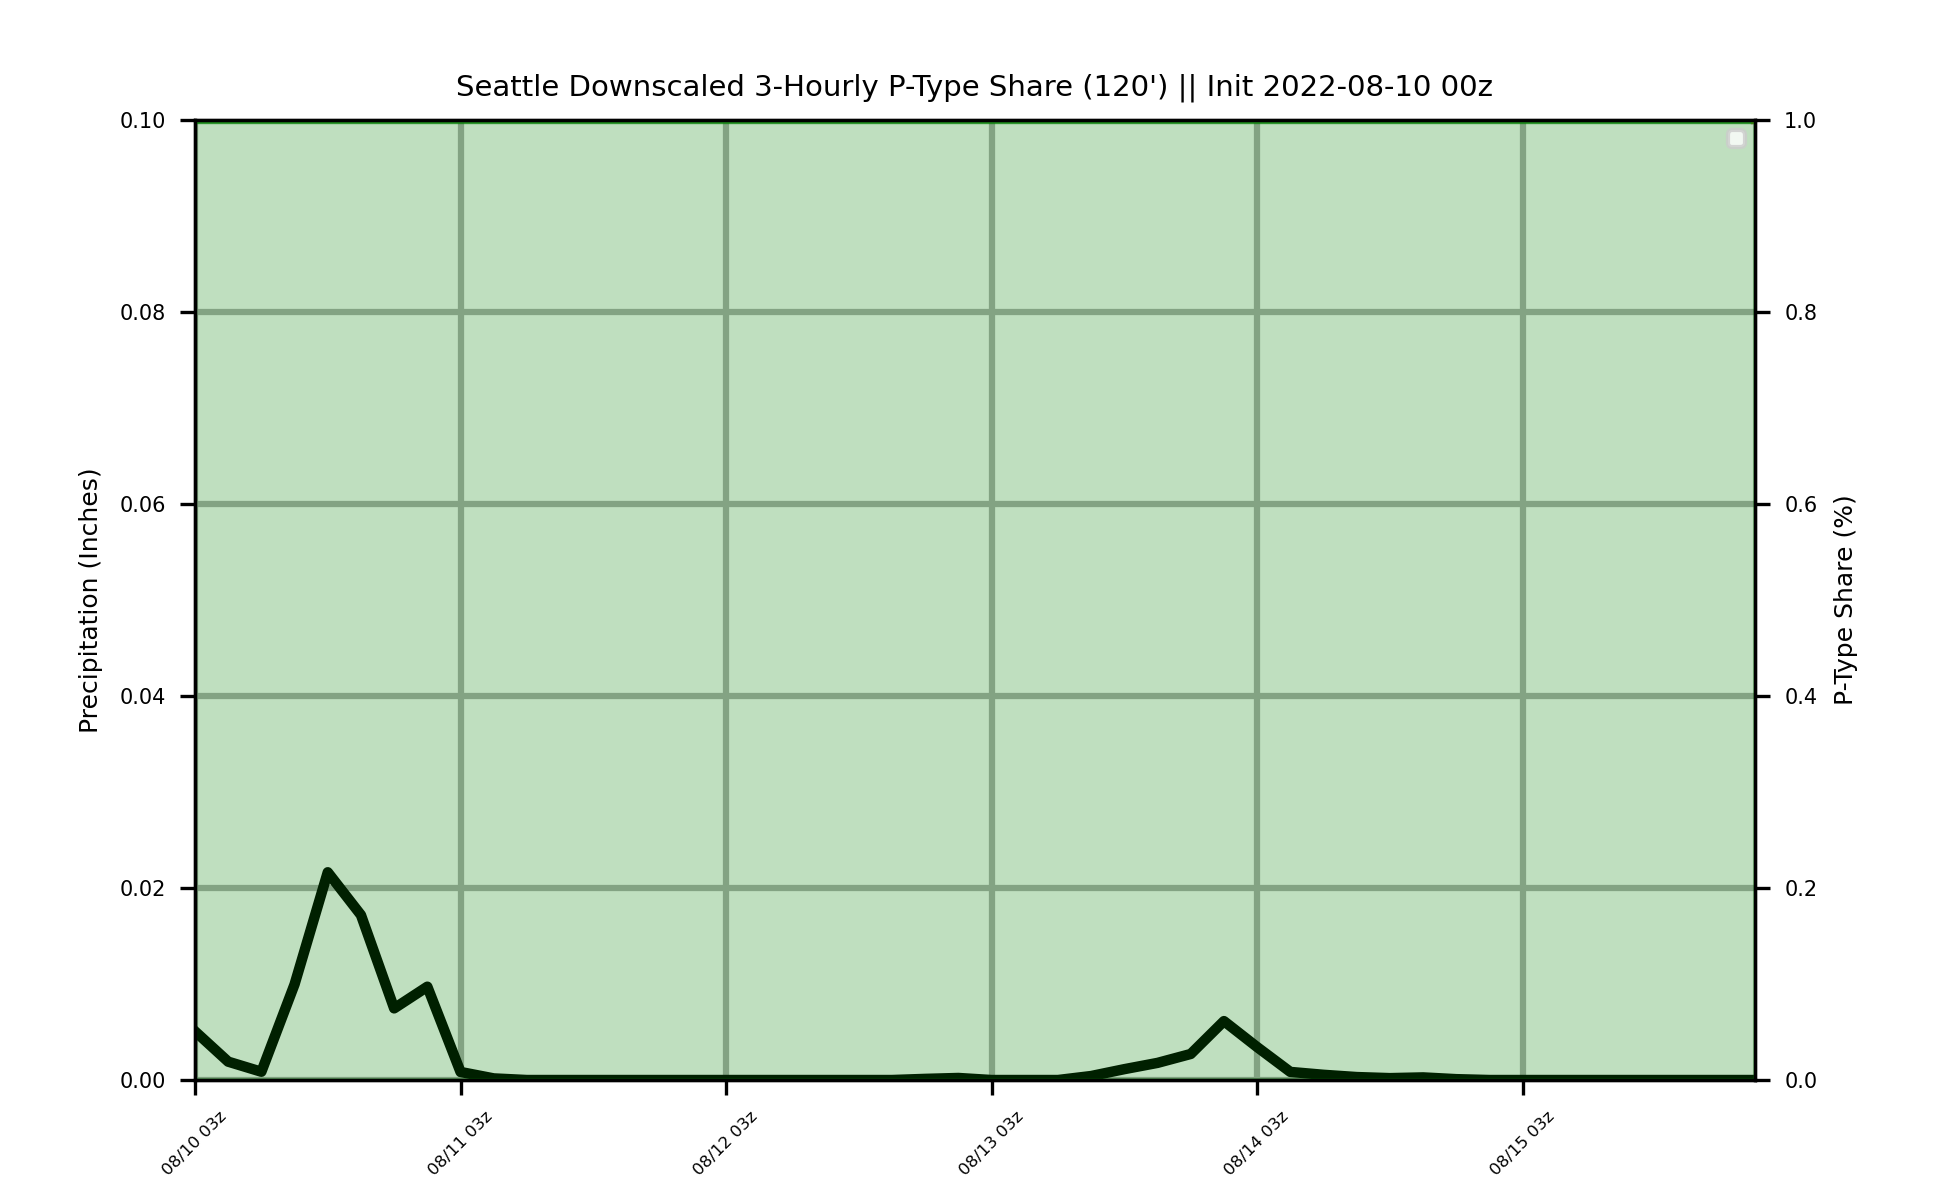 Seattle Downscaled 3-Hourly P-Type Share (120') || Init 2022-08-10 00z
0.10
0.08
0.06
0.04
0.02
0.00
Precipitation (Inches)
1.0
0.8
0.6
0.4
0.2
0.0
P-Type Share (%)
08/10 03z
08/11 03z
08/12 03z
08/13 03z
08/14 03z
08/15 03z